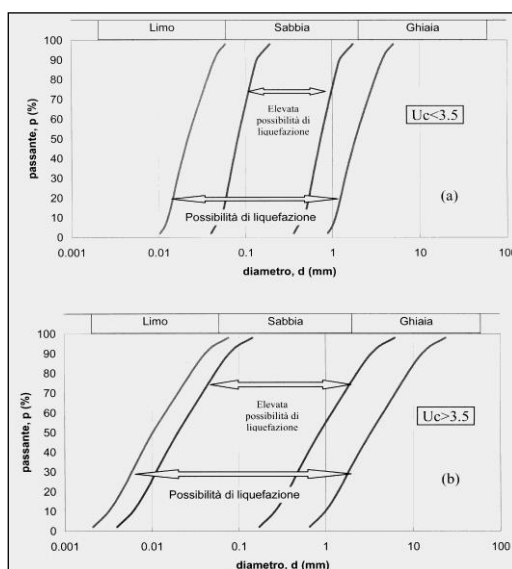 Limo Sabbia Ghiaia
100
90
80
70
60
50
40
30
20
10
0
passante, p (%)
Elevata
possibilità di
liquefazione
Uc<3.5
(a)
Possibilità di liquefazione
0.001 0.01 0.1 1 10 100
diametro, d (mm)
Limo Sabbia Ghiaia
100
90
80
70
60
50
40
30
20
10
0
passante, p (%)
Elevata
possibilità di
liquefazione
Uc>3.5
(b)
Possibilità di liquefazione
0.001 0.01 0.1 1 10 100
diametro, d (mm)